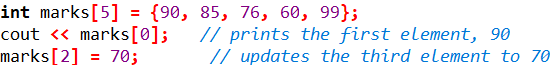 int marks[5] = {90, 85, 76, 60, 99};
cout << marks[0];   // prints the first element, 90
marks[2] = 70;         // updates the third element to 70